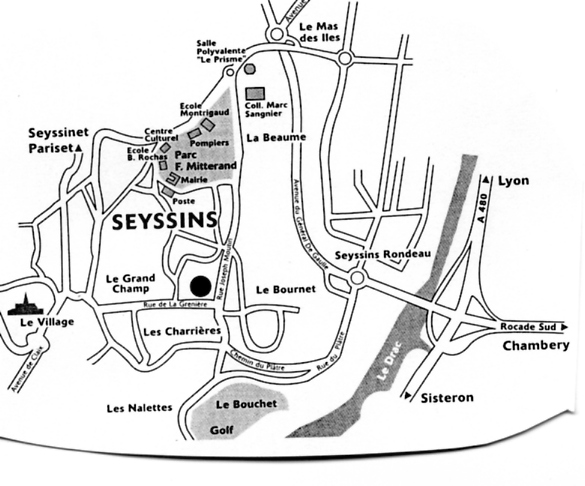 Avenue
Le Mas
des Iles
Salle
Polyvalente
"Le Prisme"
Ecole
Montrigaud
Coll. Marc
Sangnier
Seyssinet
Pariset
Centre
Culturel
Pompiers
La Beaume
Ecole
B. Rochas
Parc
F. Mitterand
Mairie
Poste
Lyon
A 480
SEYSSINS
Avenue du Général De Gaulle
Rue Joseph Moutin
Seyssins Rondeau
Le Grand
Champ
Le Bournet
Rue de La Grenière
Le Village
Les Charrières
Rocade Sud
Chambery
Chemin du Platre
Rue du Platre
Le Drac
Avenue de Claix
Sisteron
Les Nalettes
Le Bouchet
Golf